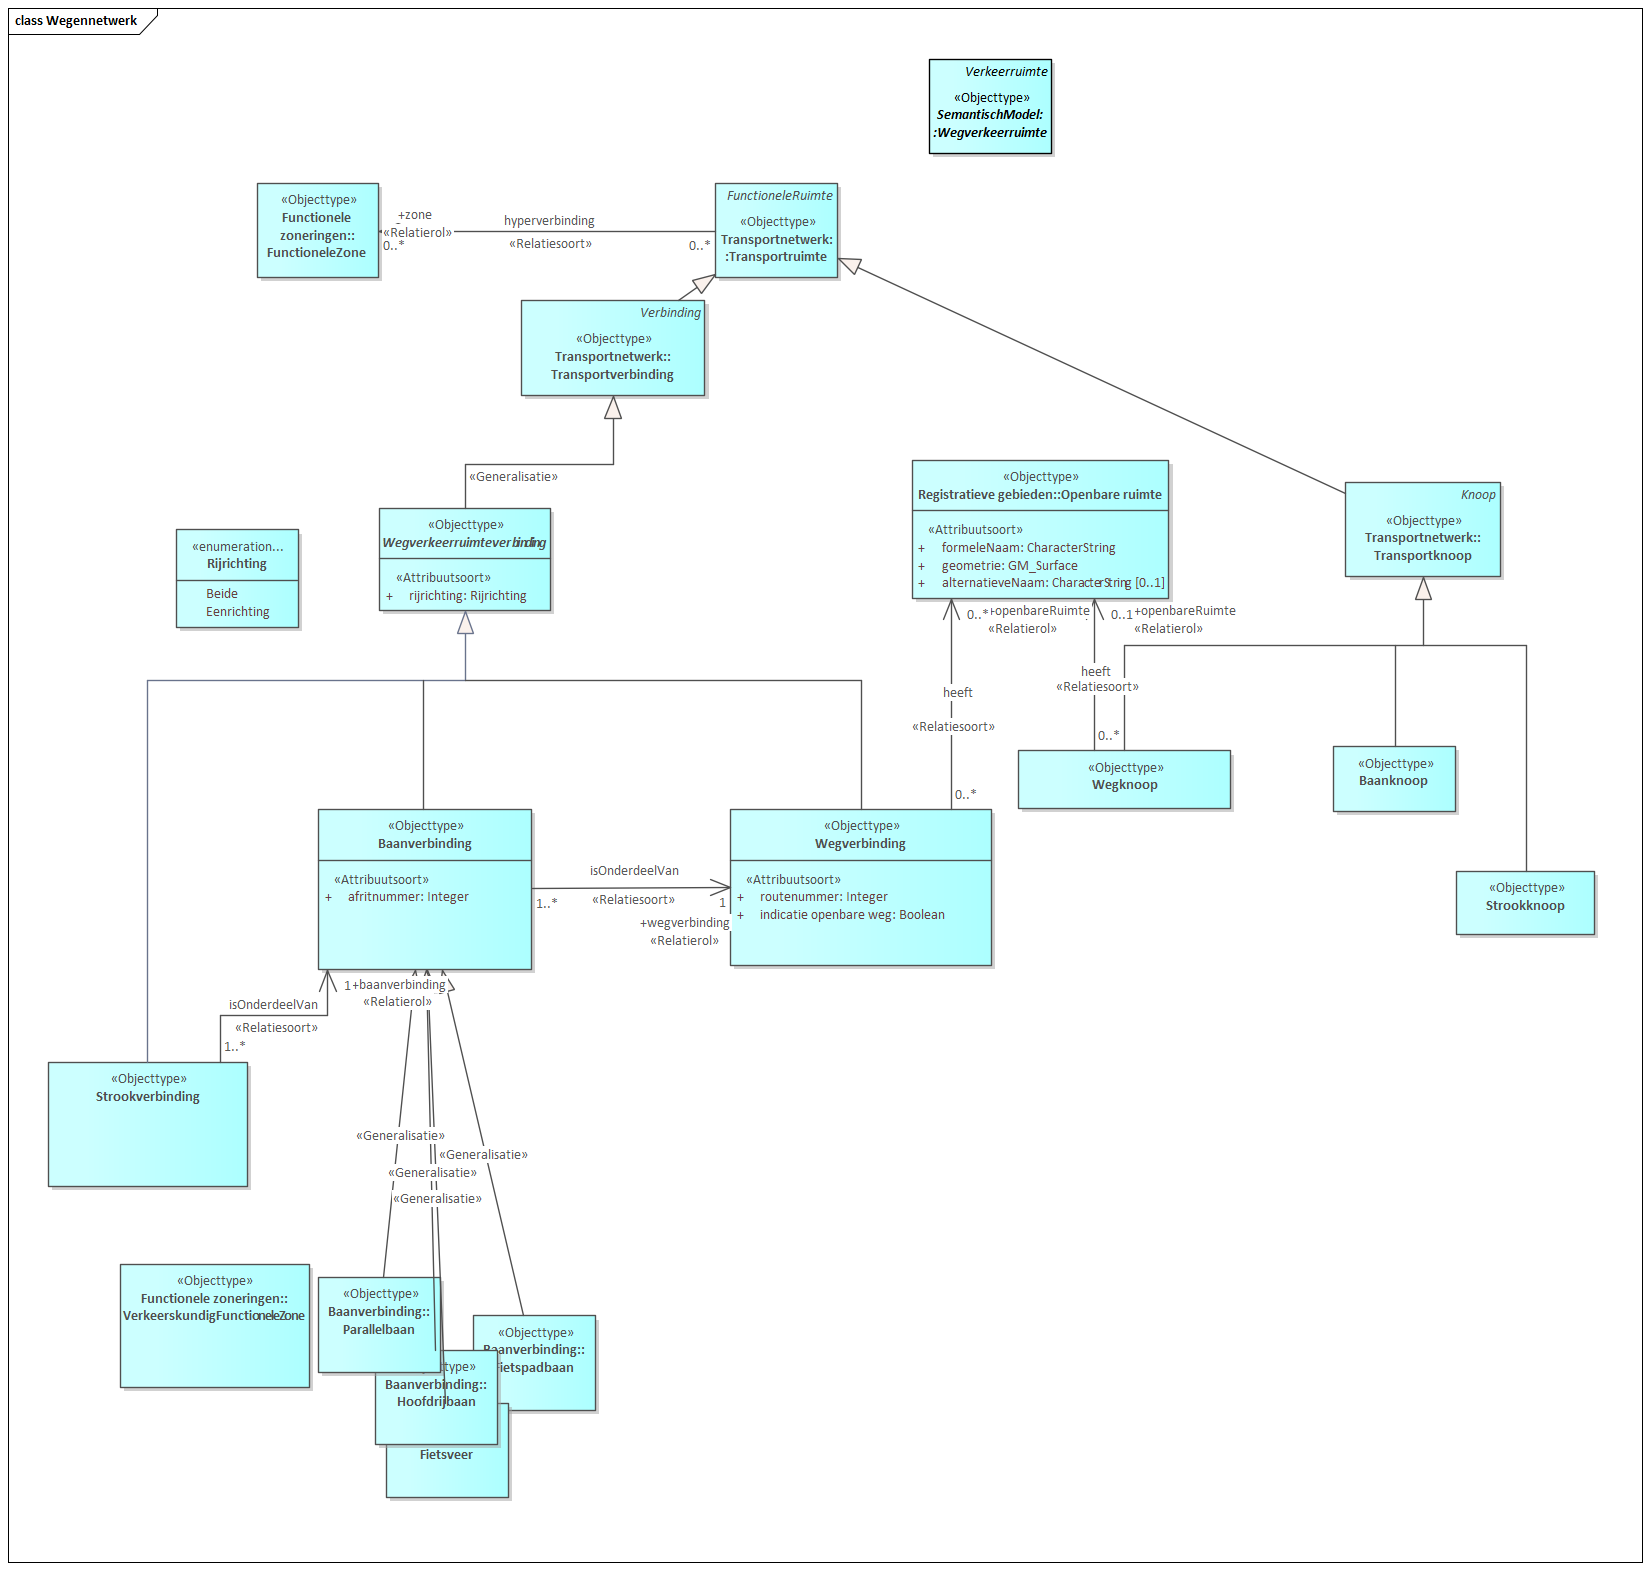 class Wegennetwerk
Verkeerruimte
«Objecttype»
SemantischModel:
:Wegverkeerruimte
«Objecttype»
Functionele
zoneringen::
FunctioneleZone
+zone
«Relatierol»
0..*
hyperverbinding
«Relatiesoort»
0..*
FunctioneleRuimte
«Objecttype»
Transportnetwerk:
:Transportruimte
Verbinding
«Objecttype»
Transportnetwerk::
Transportverbinding
«Generalisatie»
«Objecttype»
Wegverkeerruimteverbinding
«Attribuutsoort»
+ rijrichting: Rijrichting
«enumeration...
Rijrichting
Beide
Eenrichting
«Objecttype»
Registratieve gebieden::Openbare ruimte
«Attribuutsoort»
+ formeleNaam: CharacterString
+ geometrie: GM_Surface
+ alternatieveNaam: CharacterString [0..1]
Knoop
«Objecttype»
Transportnetwerk::
Transportknoop
0..*
+openbareRuimte
«Relatierol»
0..1
+openbareRuimte
«Relatierol»
heeft
«Relatiesoort»
0..*
heeft
«Relatiesoort»
0..*
«Objecttype»
Wegknoop
«Objecttype»
Baanknoop
«Objecttype»
Strookknoop
«Objecttype»
Baanverbinding
«Attribuutsoort»
+ afritnummer: Integer
isOnderdeelVan
1..*
«Relatiesoort»
1
+wegverbinding
«Relatierol»
«Objecttype»
Wegverbinding
«Attribuutsoort»
+ routenummer: Integer
+ indicatie openbare weg: Boolean
1
+baanverbinding
«Relatierol»
isOnderdeelVan
«Relatiesoort»
1..*
«Objecttype»
Strookverbinding
«Generalisatie»
«Generalisatie»
«Generalisatie»
«Generalisatie»
«Objecttype»
Functionele zoneringen::
VerkeerskundigFunctioneleZone
«Objecttype»
Baanverbinding::
Parallelbaan
«Objecttype»
Baanverbinding::
Fietspadbaan
ttype»
Baanverbinding::
Hoofdrijbaan
Fietsveer